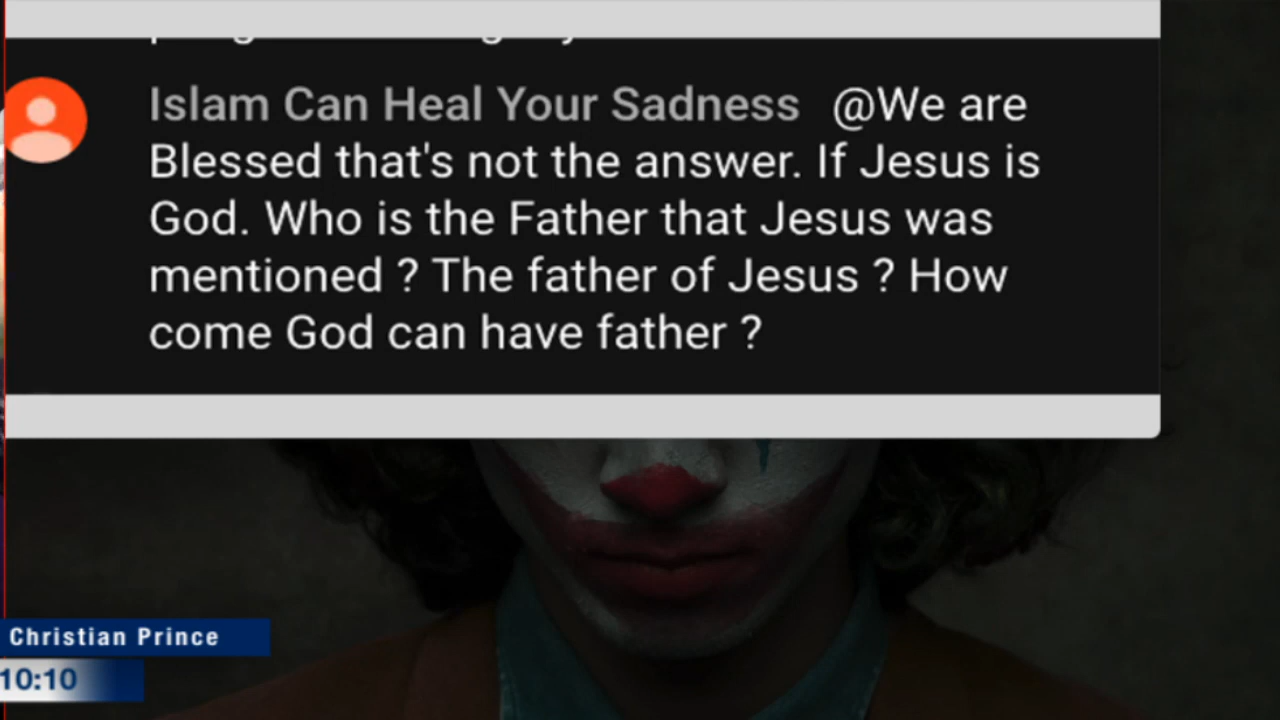 Islam Can Heal Your Sadness @We are
Blessed that's not the answer. If Jesus is
God. Who is the Father that Jesus was
mentioned ? The father of Jesus ? How
come God can have father ?
Christian Prince
10:10